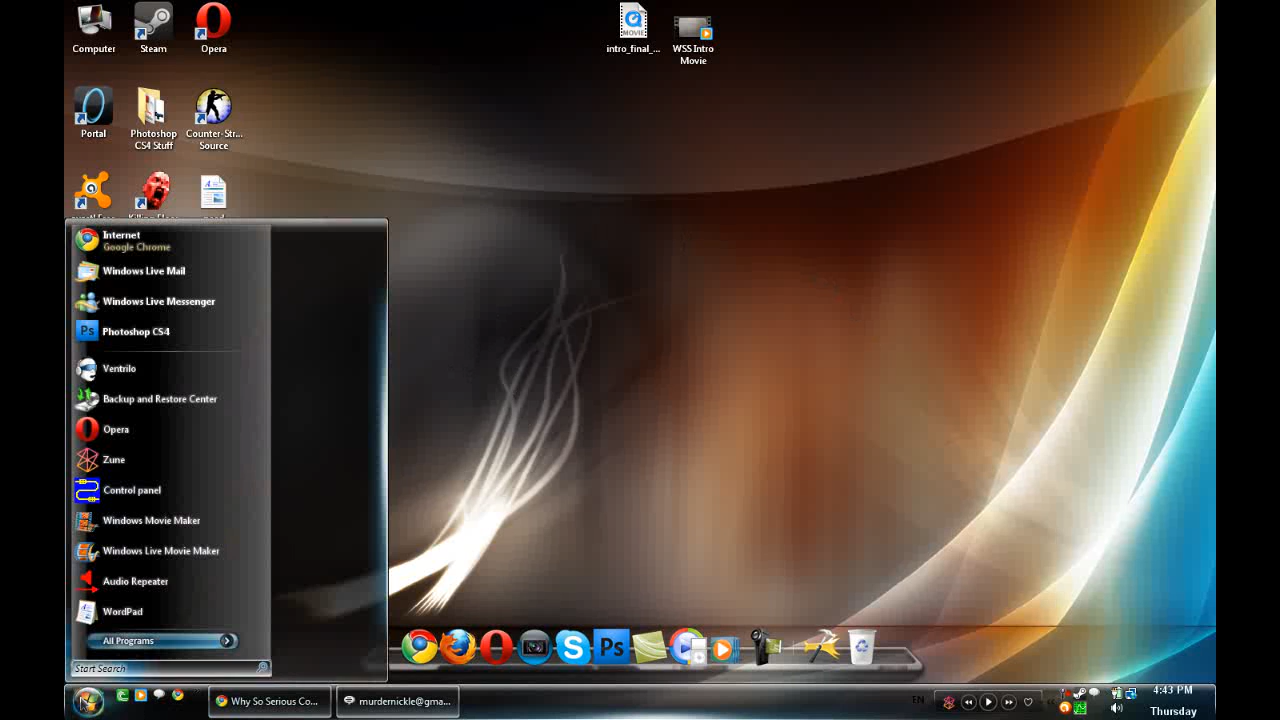 Computer
Steam
Opera
intro_final_...
WSS Intro
Movie
MOVIE
Portal
Photoshop
CS4 Stuff
Counter-Str...
Source
Internet
Google Chrome
Windows Live Mail
Windows Live Messenger
Ps
Photoshop CS4
Ventrilo
Backup and Restore Center
Opera
Zune
Control panel
Windows Movie Maker
Windows Live Movie Maker
Audio Repeater
WordPad
All Programs
Start Search
Ps
Why So Serious Co...
murdernickle@gma...
EN
4:43 PM
Thursday